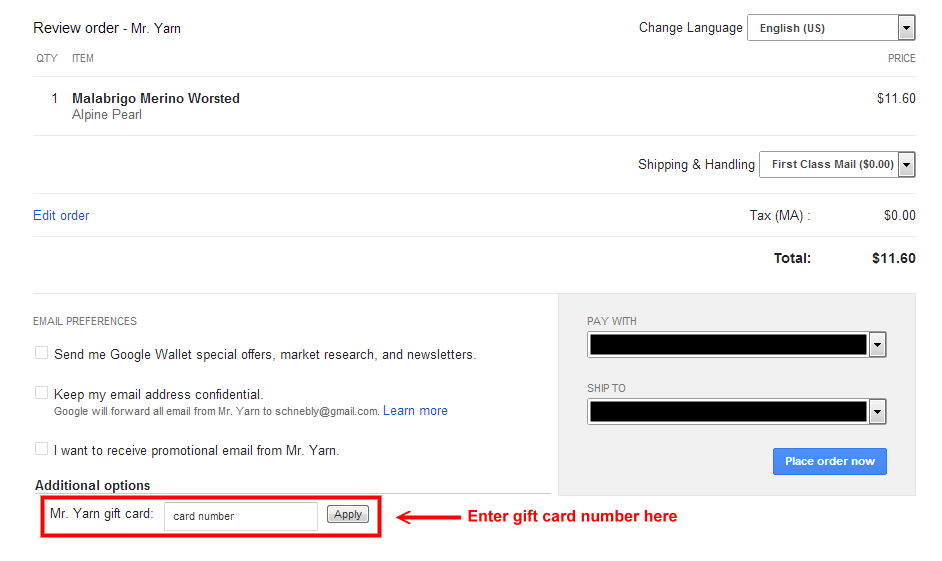 Review order - Mr. Yarn
Change Language English (US)
QTY ITEM PRICE
1 Malabrigo Merino Worsted $11.60
Alpine Pearl
Shipping & Handling First Class Mail ($0.00)
Edit order Tax (MA) : $0.00
Total: $11.60
EMAIL PREFERENCES
Send me Google Wallet special offers, market research, and newsletters.
Keep my email address confidential.
Google will forward all email from Mr. Yarn to schnebly@gmail.com. Learn more
I want to receive promotional email from Mr. Yarn.
PAY WITH
SHIP TO
Place order now
Additional options
Mr. Yarn gift card: card number Apply
Enter gift card number here